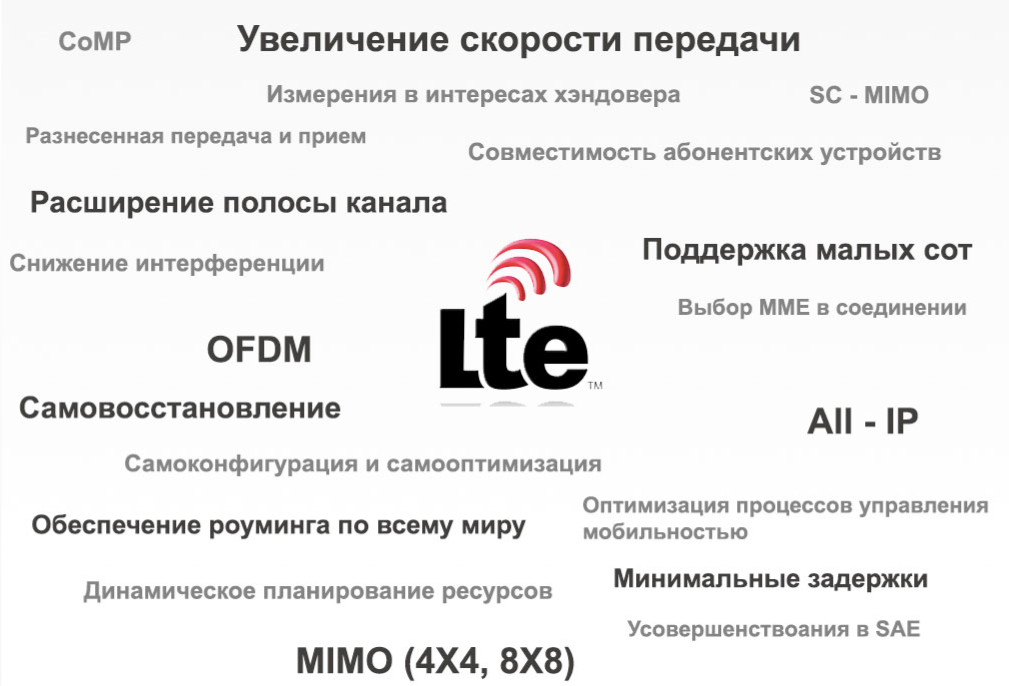 CoMP
Увеличение скорости передачи
Измерения в интересах хэндовера
SC - MIMO
Разнесенная передача и прием
Совместимость абонентских устройств
Расширение полосы канала
Поддержка малых сот
Снижение интерференции
Выбор MME в соединении
Lte
TM
OFDM
Самовосстановление
All - IP
Самоконфигурация и самооптимизация
Оптимизация процессов управления
мобильностью
Обеспечение роуминга по всему миру
Минимальные задержки
Динамическое планирование ресурсов
Усовершенствоания в SAE
MIMO (4X4, 8X8)